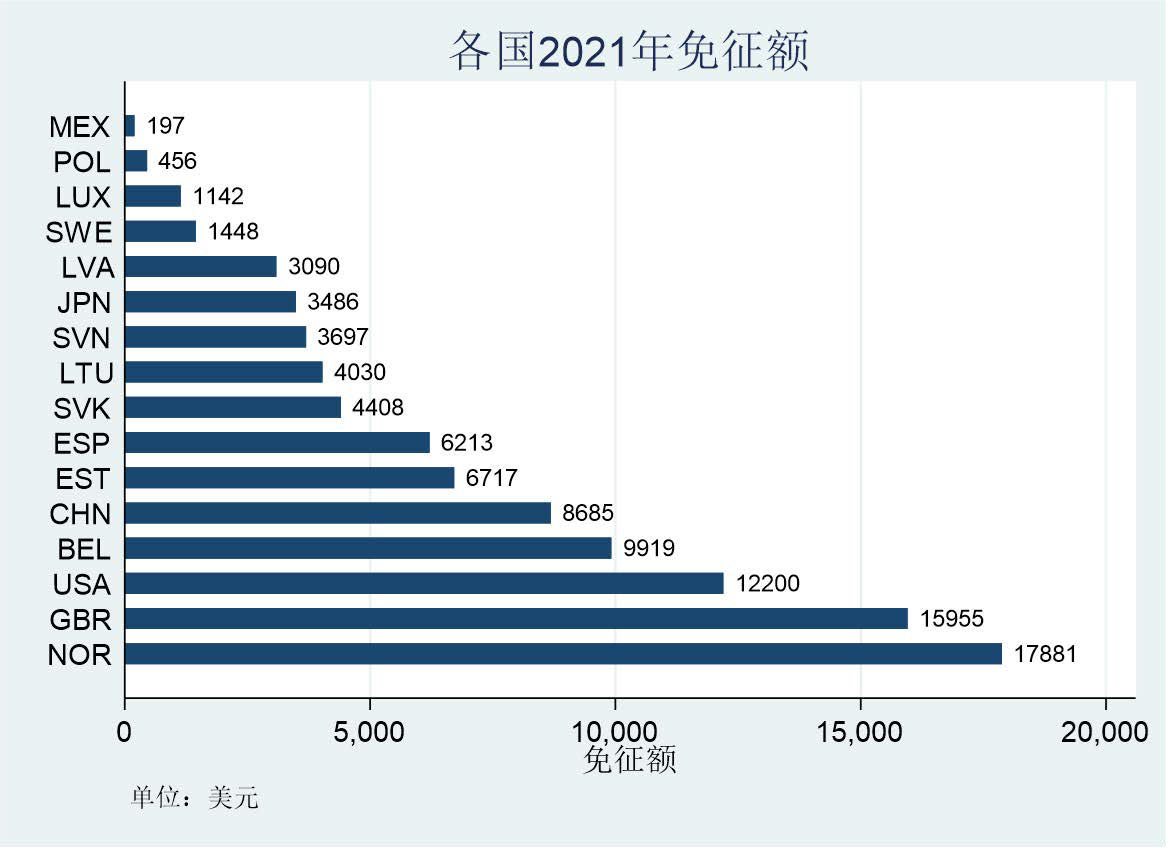 各国2021年免征额
MEX 197
POL 456
LUX 1142
SWE 1448
LVA 3090
JPN 3486
SVN 3697
LTU 4030
SVK 4408
ESP 6213
EST 6717
CHN 8685
BEL 9919
USA 12200
GBR 15955
NOR 17881
0 5,000 10,000 15,000 20,000
免征额
单位：美元